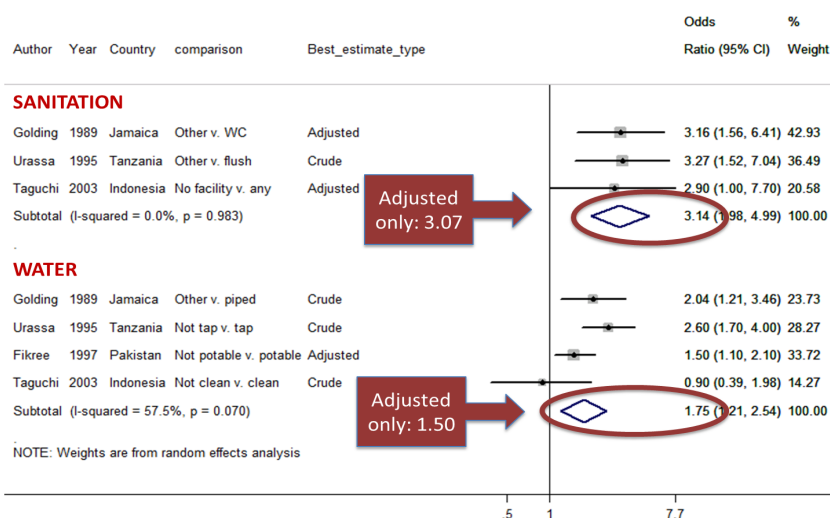 Odds %
Author Year Country comparison Best_estimate_type Ratio (95% CI) Weight
SANITATION
Golding 1989 Jamaica Other v. WC Adjusted 3.16 (1.56, 6.41) 42.93
Urassa 1995 Tanzania Other v. flush Crude 3.27 (1.52, 7.04) 36.49
Taguchi 2003 Indonesia No facility v. any Adjusted 2.90 (1.00, 7.70) 20.58
Adjusted
only: 3.07
Subtotal (I-squared = 0.0%, p = 0.983) 3.14 (1.98, 4.99) 100.00
.
WATER
Golding 1989 Jamaica Other v. piped Crude 2.04 (1.21, 3.46) 23.73
Urassa 1995 Tanzania Not tap v. tap Crude 2.60 (1.70, 4.00) 28.27
Fikree 1997 Pakistan Not potable v. potable Adjusted 1.50 (1.10, 2.10) 33.72
Taguchi 2003 Indonesia Not clean v. clean Crude 0.90 (0.39, 1.98) 14.27
Adjusted
only: 1.50
Subtotal (I-squared = 57.5%, p = 0.070) 1.75 (1.21, 2.54) 100.00
.
NOTE: Weights are from random effects analysis
.5 1 7.7